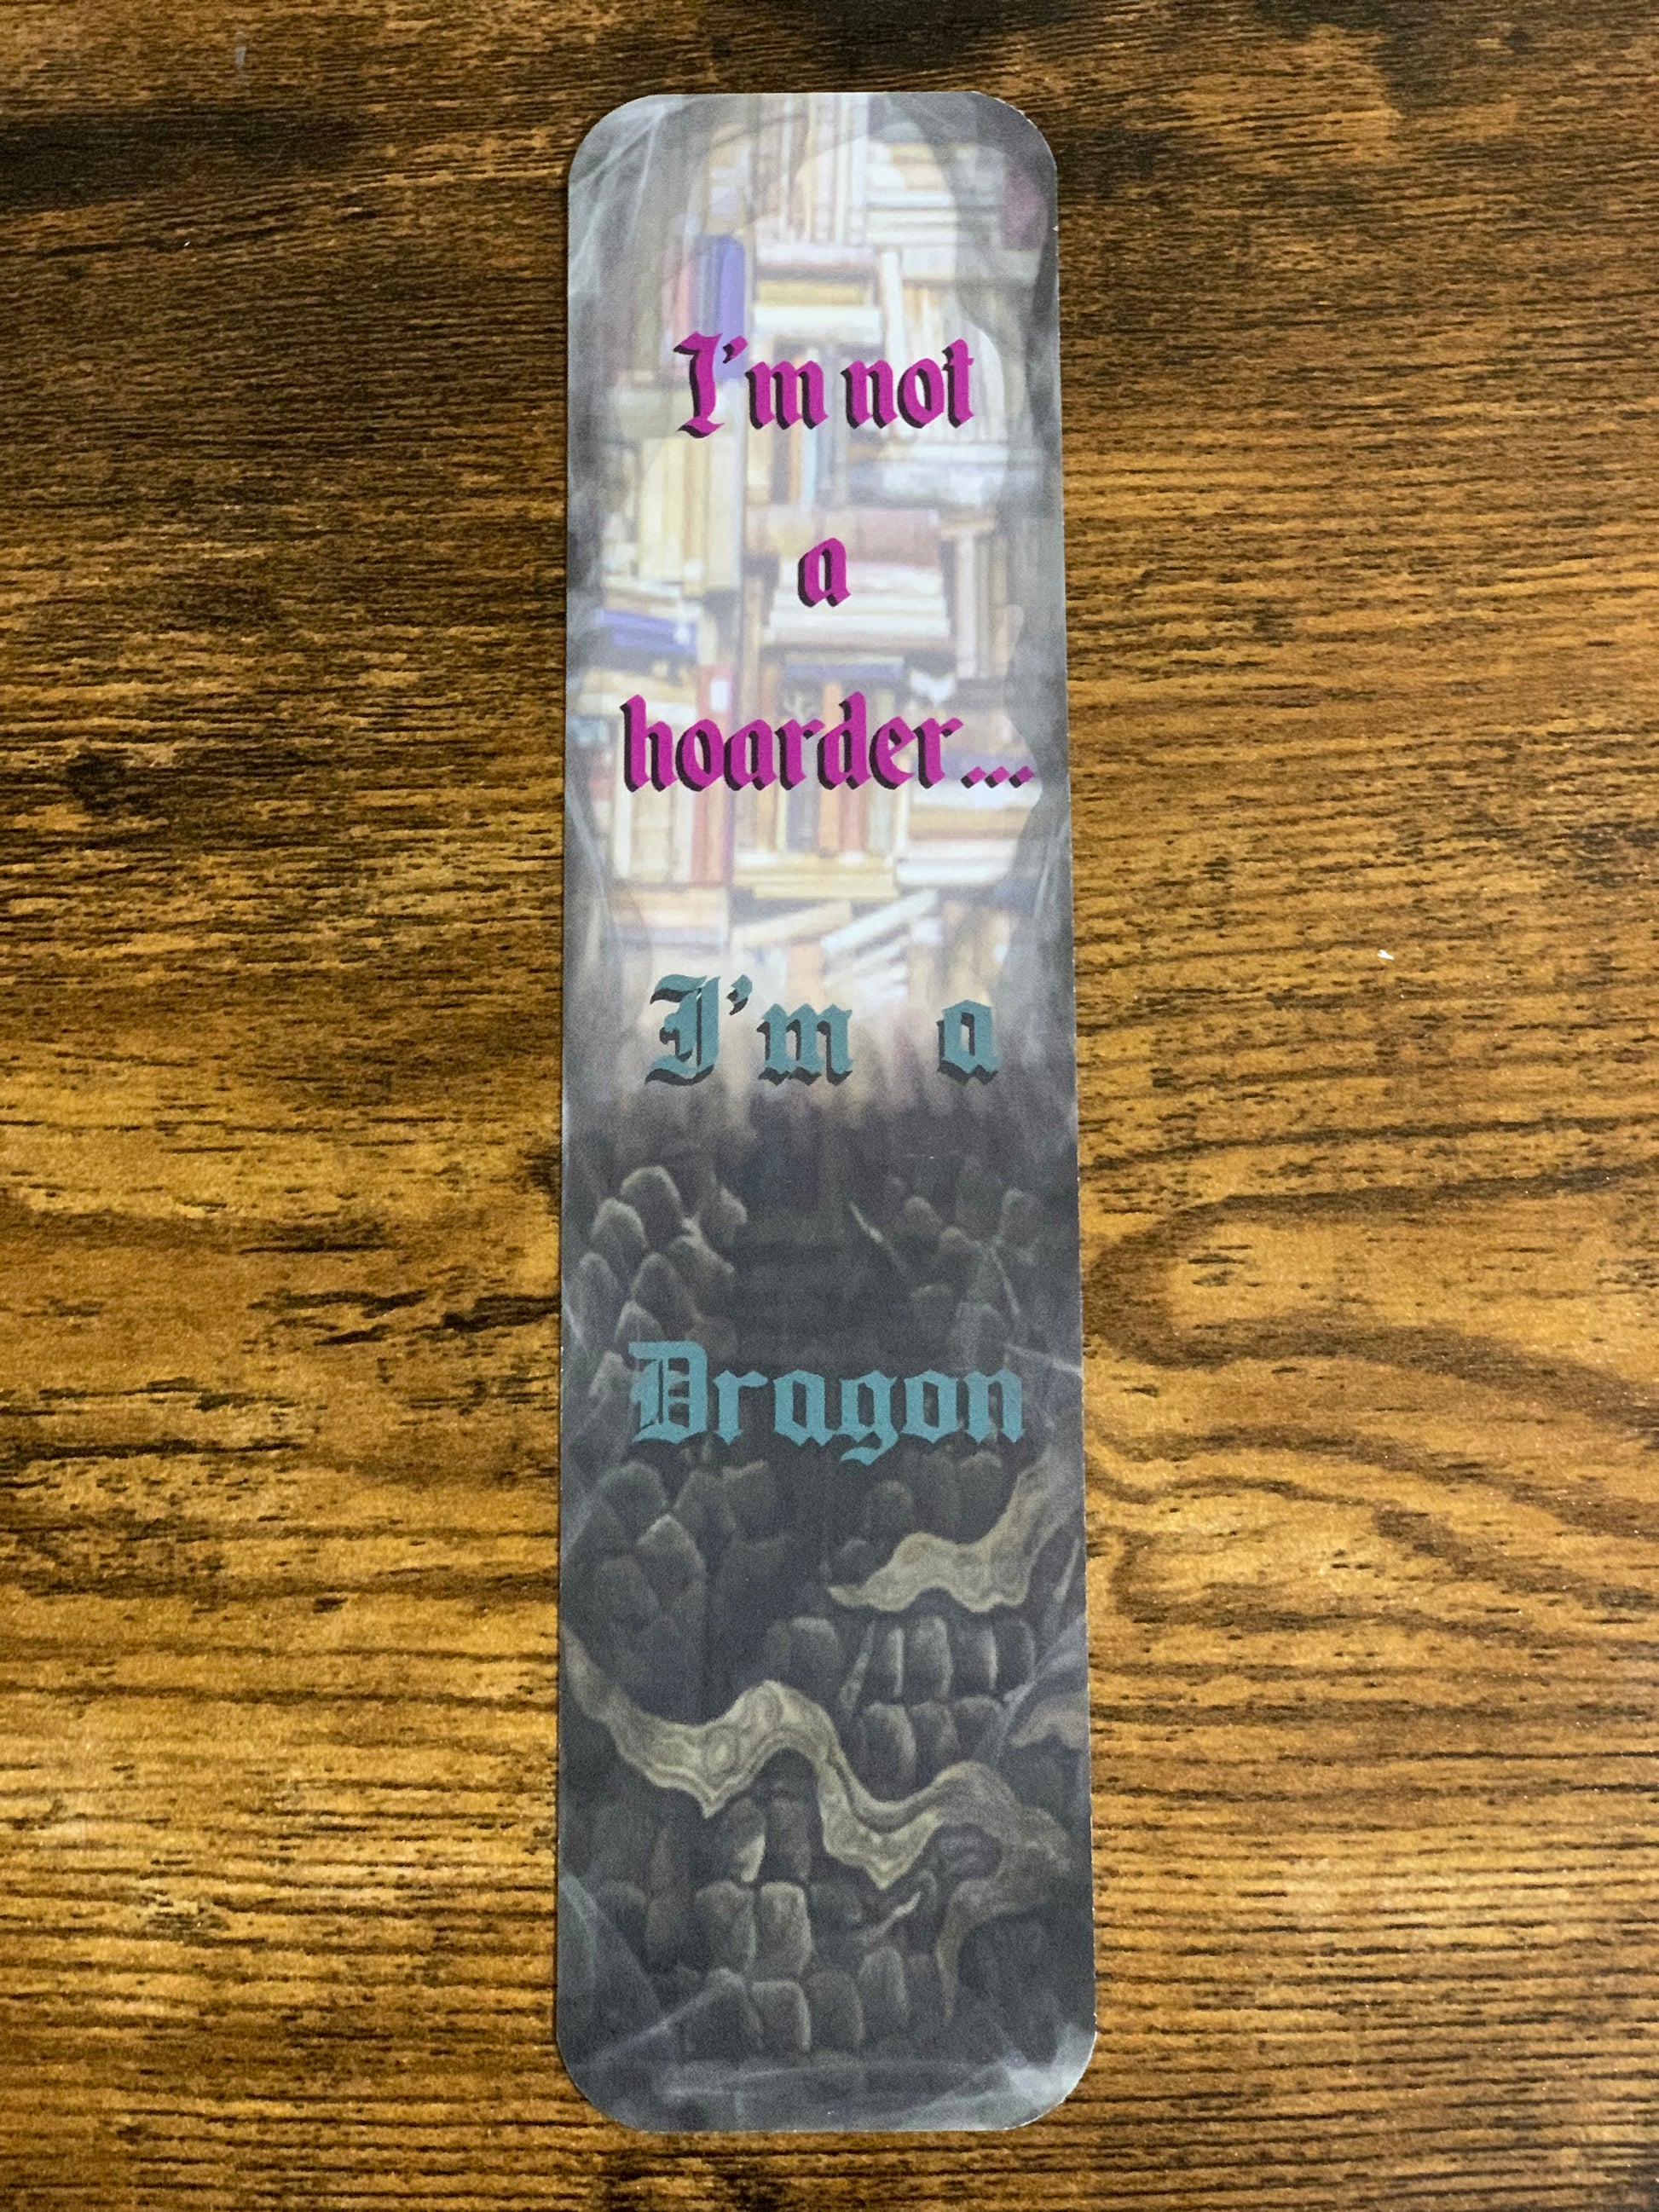 I'm not
a
hoarder...
I'm a
Dragon